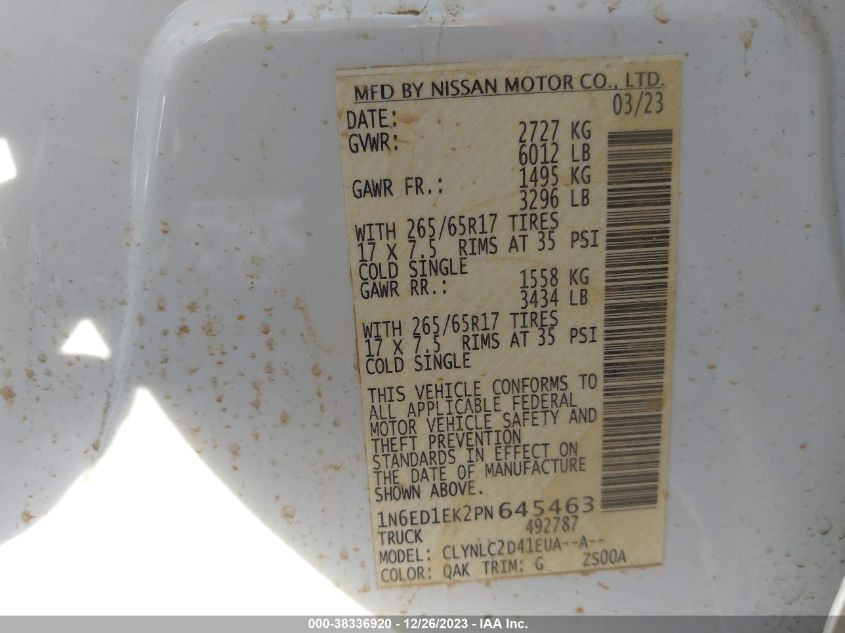 MFD BY NISSAN MOTOR CO., LTD.
DATE: 03/23
GVWR: 2727 KG
6012 LB
GAWR FR.: 1495 KG
3296 LB
WITH 265/65R17 TIRES
17 X 7.5 RIMS AT 35 PSI
COLD SINGLE
GAWR RR.: 1558 KG
3434 LB
WITH 265/65R17 TIRES
17 X 7.5 RIMS AT 35 PSI
COLD SINGLE
THIS VEHICLE CONFORMS TO
ALL APPLICABLE FEDERAL
MOTOR VEHICLE SAFETY AND
THEFT PREVENTION
STANDARDS IN EFFECT ON
THE DATE OF MANUFACTURE
SHOWN ABOVE.
1N6ED1EK2PN645463
TRUCK 492787
MODEL: CLYNLC2D41EUA--A--
COLOR: QAK TRIM: G ZS00A
000-38336920 - 12/26/2023 - IAA Inc.